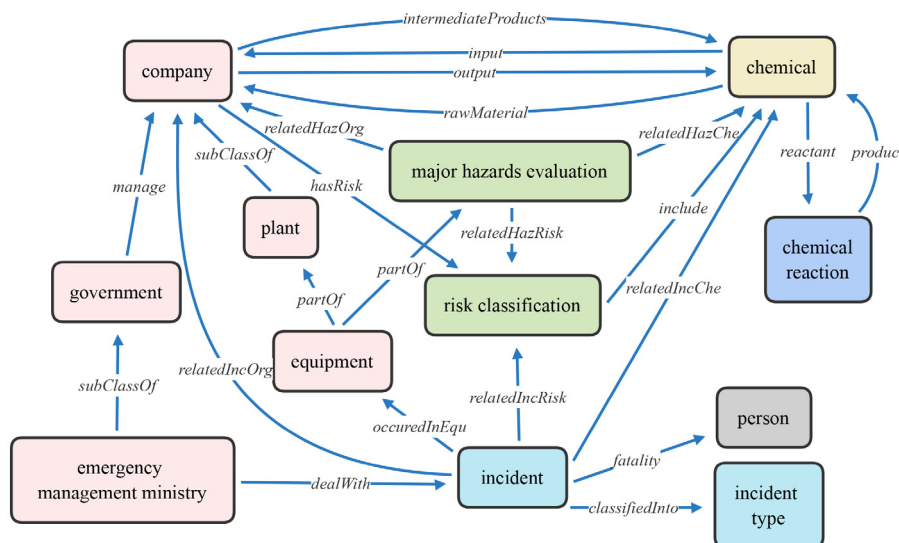 intermediateProducts
company
input
chemical
output
rawMaterial
relatedHazOrg
relatedHazChe
subClassOf
major hazards evaluation
reactant
produc
manage
hasRisk
include
plant
relatedHazRisk
chemical
reaction
partOf
government
partOf
risk classification
relatedIncChe
equipment
subClassOf
relatedIncOrg
relatedIncRisk
occuredInEqu
person
emergency
management ministry
dealWith
incident
fatality
classifiedInto
incident
type